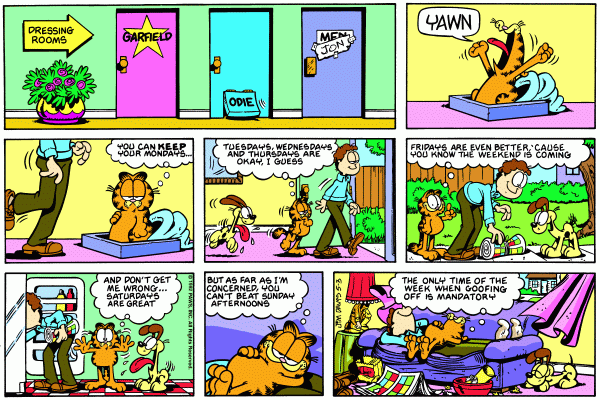 DRESSING
ROOMS
GARFIELD
ODIE
MEN
JON
YAWN
YOU CAN KEEP
YOUR MONDAYS...
TUESDAYS, WEDNESDAYS
AND THURSDAYS ARE
OKAY, I GUESS
FRIDAYS ARE EVEN BETTER, 'CAUSE
YOU KNOW THE WEEKEND IS COMING
AND DON'T GET
ME WRONG...
SATURDAYS
ARE GREAT
BUT AS FAR AS I'M
CONCERNED, YOU
CAN'T BEAT SUNDAY
AFTERNOONS
THE ONLY TIME OF THE
WEEK WHEN GOOFING
OFF IS MANDATORY
JIM DAVIS